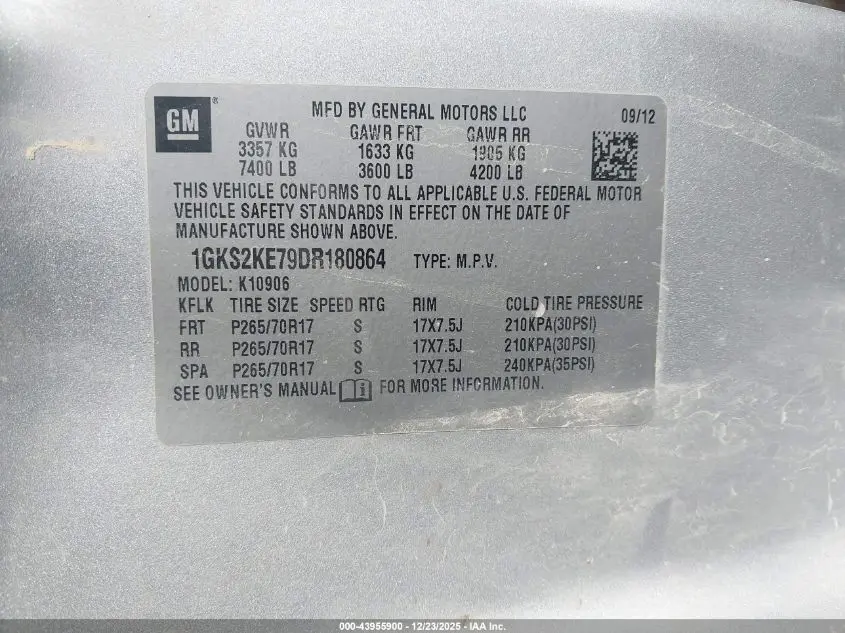 GM ®
MFD BY GENERAL MOTORS LLC 09/12
GVWR GAWR FRT GAWR RR
3357 KG 1633 KG 1905 KG
7400 LB 3600 LB 4200 LB
THIS VEHICLE CONFORMS TO ALL APPLICABLE U.S. FEDERAL MOTOR
VEHICLE SAFETY STANDARDS IN EFFECT ON THE DATE OF
MANUFACTURE SHOWN ABOVE.
1GKS2KE79DR180864 TYPE: M.P.V.
MODEL: K10906
KFLK TIRE SIZE SPEED RTG RIM COLD TIRE PRESSURE
FRT P265/70R17 S 17X7.5J 210KPA(30PSI)
RR P265/70R17 S 17X7.5J 210KPA(30PSI)
SPA P265/70R17 S 17X7.5J 240KPA(35PSI)
SEE OWNER'S MANUAL i FOR MORE INFORMATION.
000-43955900 - 12/23/2025 - IAA Inc.